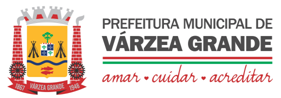 PREFEITURA MUNICIPAL DE
VÁRZEA GRANDE
amar • cuidar • acreditar
1867 VÁRZEA GRANDE 1948